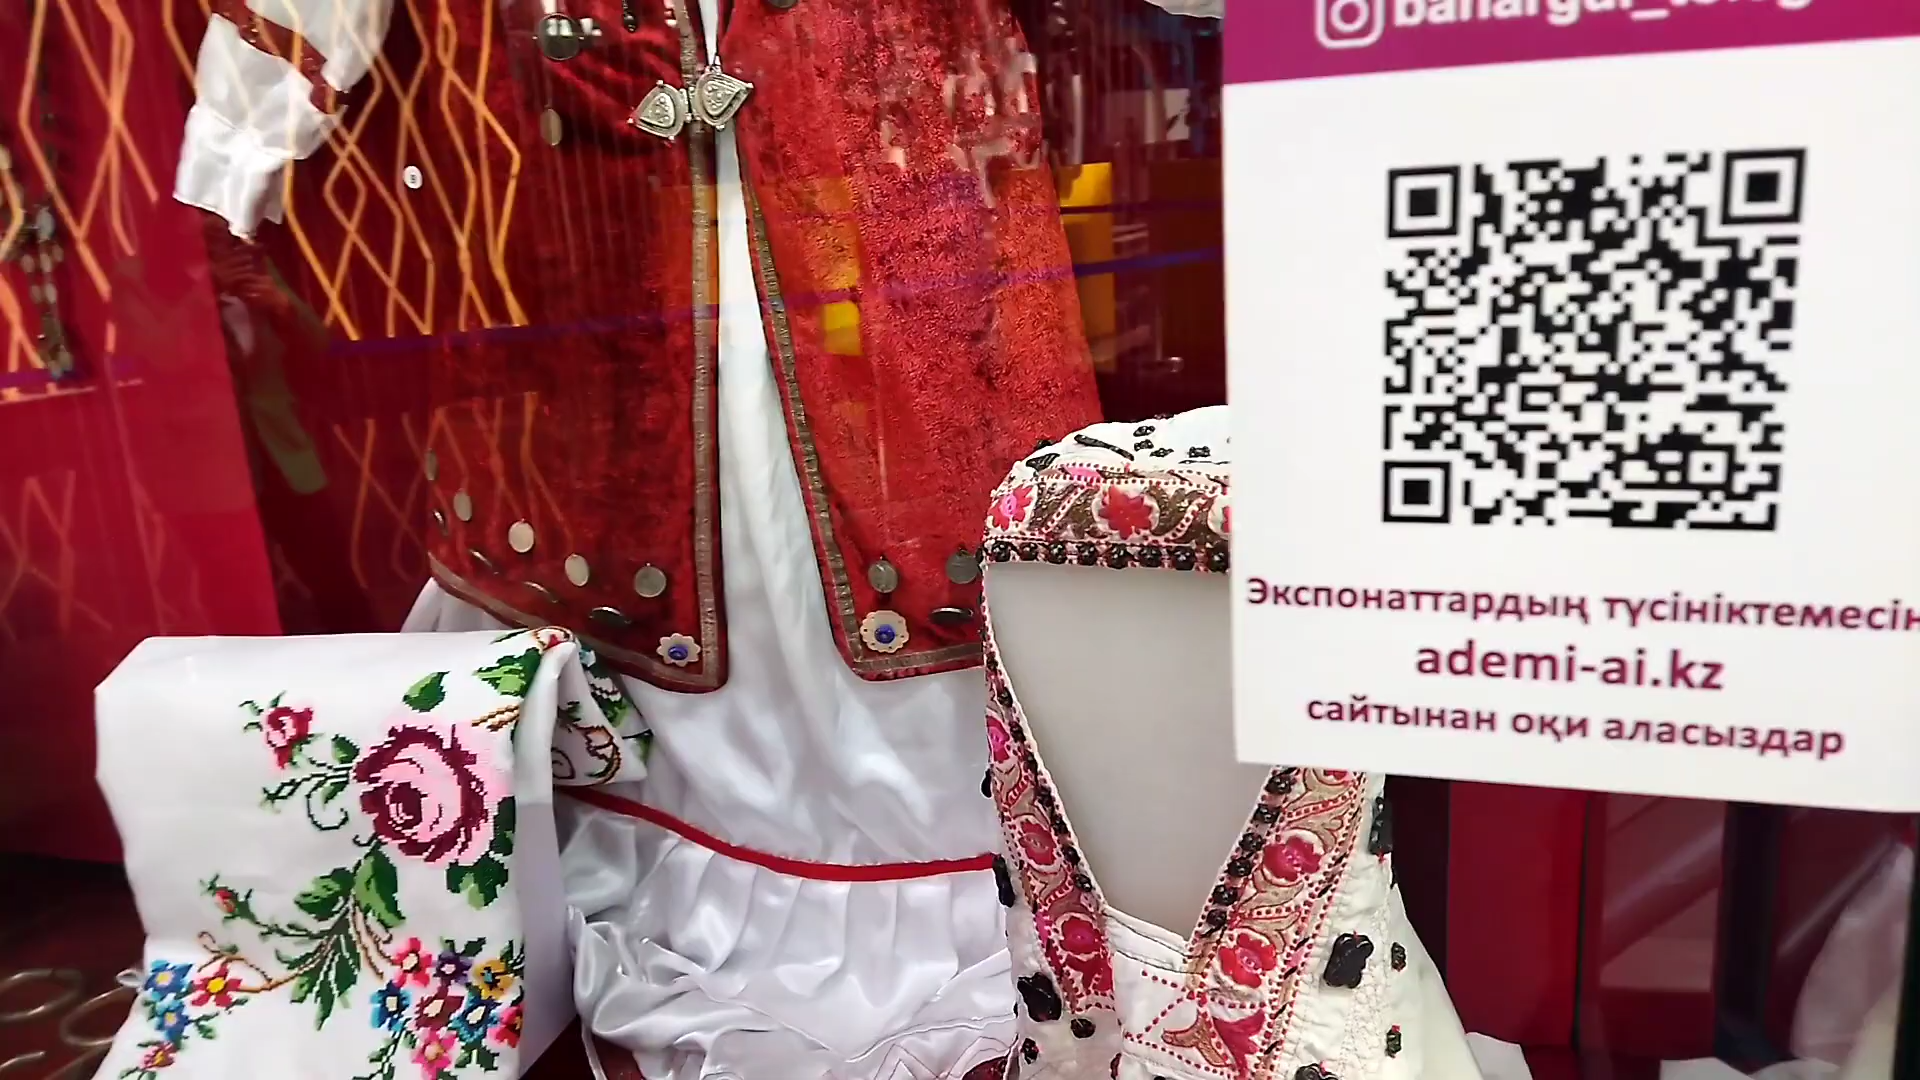 Экспонаттардың түсініктемесін
ademi-ai.kz
сайтынан оқи аласыздар